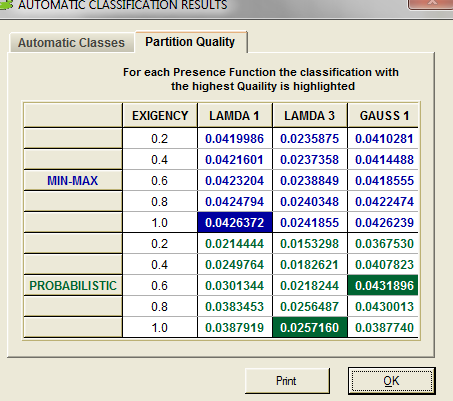 AUTOMATIC CLASSIFICATION RESULTS
Automatic Classes Partition Quality
For each Presence Function the classification with
the highest Quaility is highlighted
EXIGENCY LAMDA 1 LAMDA 3 GAUSS 1
0.2 0.0419986 0.0235875 0.0410281
0.4 0.0421601 0.0237358 0.0414488
MIN-MAX 0.6 0.0423204 0.0238849 0.0418555
0.8 0.0424794 0.0240348 0.0422474
1.0 0.0426372 0.0241855 0.0426239
0.2 0.0214444 0.0153298 0.0367530
0.4 0.0249764 0.0182621 0.0407823
PROBABILISTIC 0.6 0.0301344 0.0218244 0.0431896
0.8 0.0383453 0.0256487 0.0430013
1.0 0.0387919 0.0257160 0.0387740
Print OK